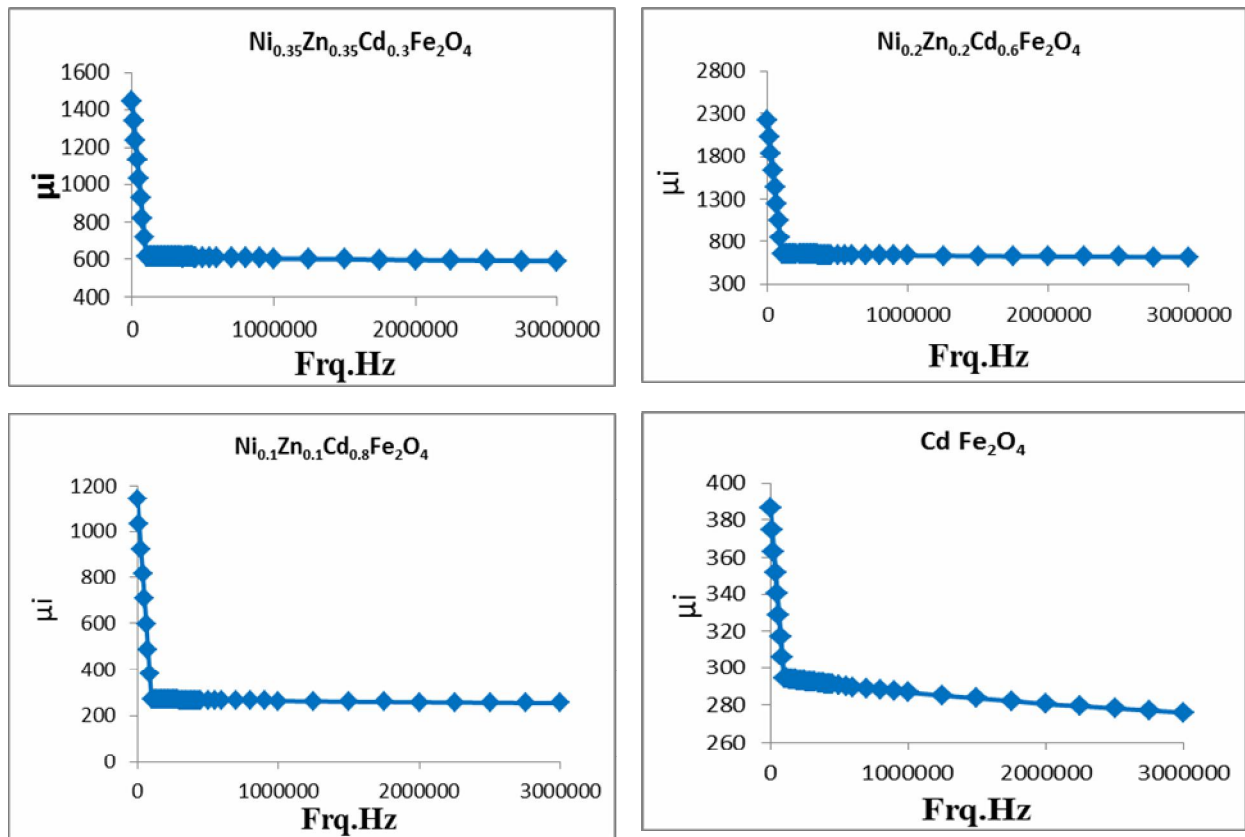 Ni₀.₃₅Zn₀.₃₅Cd₀.₃Fe₂O₄
1600
1400
1200
1000
800
600
400
μi
0 1000000 2000000 3000000
Frq.Hz
Ni₀.₂Zn₀.₂Cd₀.₆Fe₂O₄
2800
2300
1800
1300
800
300
μi
0 1000000 2000000 3000000
Frq.Hz
Ni₀.₁Zn₀.₁Cd₀.₈Fe₂O₄
1200
1000
800
600
400
200
0
μi
0 1000000 2000000 3000000
Frq.Hz
Cd Fe₂O₄
400
380
360
340
320
300
280
260
μi
0 1000000 2000000 3000000
Frq.Hz